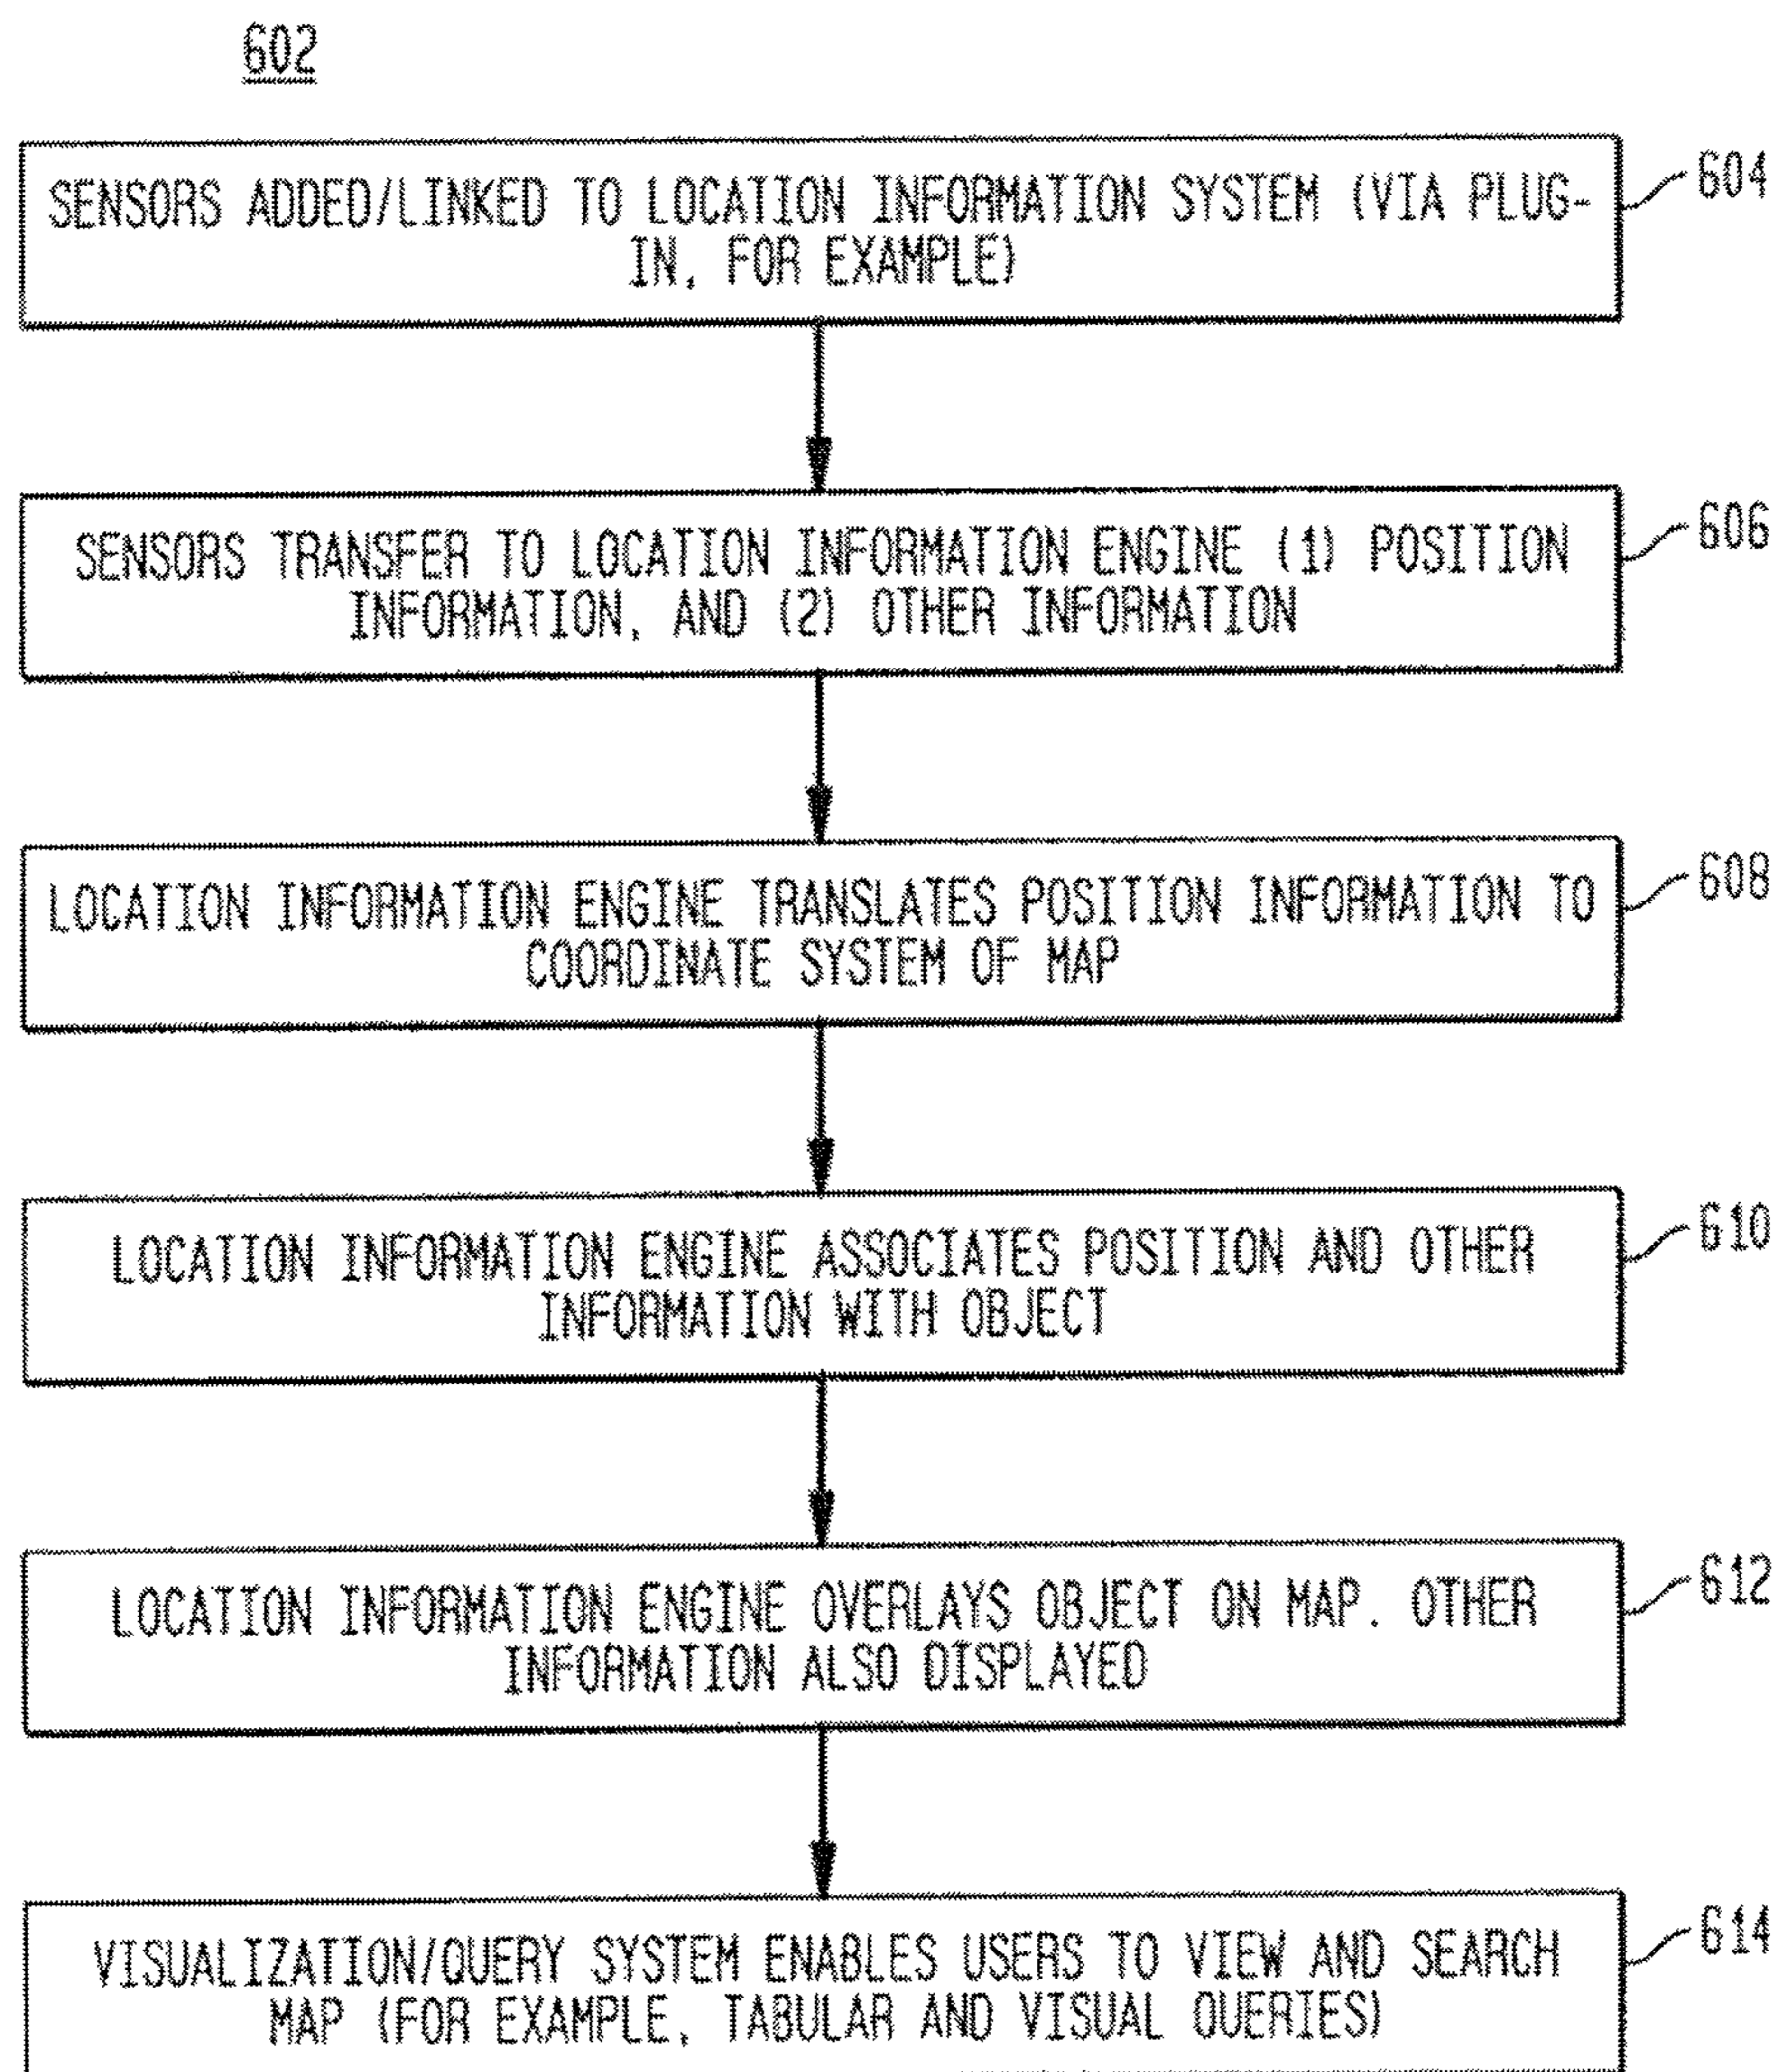 602
SENSORS ADDED/LINKED TO LOCATION INFORMATION SYSTEM (VIA PLUG-
IN, FOR EXAMPLE)
604
SENSORS TRANSFER TO LOCATION INFORMATION ENGINE (1) POSITION
INFORMATION, AND (2) OTHER INFORMATION
606
LOCATION INFORMATION ENGINE TRANSLATES POSITION INFORMATION TO
COORDINATE SYSTEM OF MAP
608
LOCATION INFORMATION ENGINE ASSOCIATES POSITION AND OTHER
INFORMATION WITH OBJECT
610
LOCATION INFORMATION ENGINE OVERLAYS OBJECT ON MAP. OTHER
INFORMATION ALSO DISPLAYED
612
VISUALIZATION/QUERY SYSTEM ENABLES USERS TO VIEW AND SEARCH
MAP (FOR EXAMPLE, TABULAR AND VISUAL QUERIES)
614